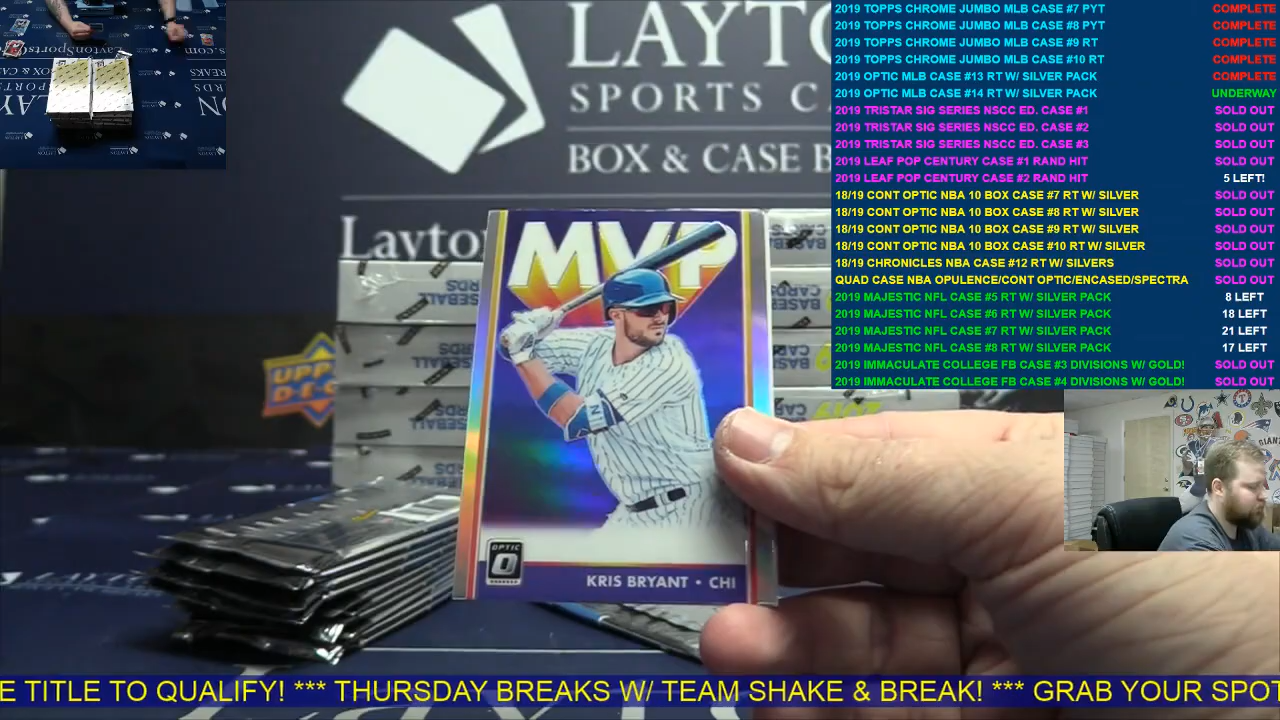 2019 TOPPS CHROME JUMBO MLB CASE #7 PYT COMPLETE
2019 TOPPS CHROME JUMBO MLB CASE #8 PYT COMPLETE
2019 TOPPS CHROME JUMBO MLB CASE #9 RT COMPLETE
2019 TOPPS CHROME JUMBO MLB CASE #10 RT COMPLETE
2019 OPTIC MLB CASE #13 RT W/ SILVER PACK COMPLETE
2019 OPTIC MLB CASE #14 RT W/ SILVER PACK UNDERWAY
2019 TRISTAR SIG SERIES NSCC ED. CASE #1 SOLD OUT
2019 TRISTAR SIG SERIES NSCC ED. CASE #2 SOLD OUT
2019 TRISTAR SIG SERIES NSCC ED. CASE #3 SOLD OUT
2019 LEAF POP CENTURY CASE #1 RAND HIT SOLD OUT
2019 LEAF POP CENTURY CASE #2 RAND HIT 5 LEFT!
18/19 CONT OPTIC NBA 10 BOX CASE #7 RT W/ SILVER SOLD OUT
18/19 CONT OPTIC NBA 10 BOX CASE #8 RT W/ SILVER SOLD OUT
18/19 CONT OPTIC NBA 10 BOX CASE #9 RT W/ SILVER SOLD OUT
18/19 CONT OPTIC NBA 10 BOX CASE #10 RT W/ SILVER SOLD OUT
18/19 CHRONICLES NBA CASE #12 RT W/ SILVERS SOLD OUT
QUAD CASE NBA OPULENCE/CONT OPTIC/ENCASED/SPECTRA SOLD OUT
2019 MAJESTIC NFL CASE #5 RT W/ SILVER PACK 8 LEFT
2019 MAJESTIC NFL CASE #6 RT W/ SILVER PACK 18 LEFT
2019 MAJESTIC NFL CASE #7 RT W/ SILVER PACK 21 LEFT
2019 MAJESTIC NFL CASE #8 RT W/ SILVER PACK 17 LEFT
2019 IMMACULATE COLLEGE FB CASE #3 DIVISIONS W/ GOLD! SOLD OUT
2019 IMMACULATE COLLEGE FB CASE #4 DIVISIONS W/ GOLD! SOLD OUT
LAYTO
SPORTS CA
BOX & CASE B
Layton
MVP
OPTIC
KRIS BRYANT • CHI
BASEBALL
CARDS
BASEBALL
BASEBALL
UPP
DEC
E TITLE TO QUALIFY! *** THURSDAY BREAKS W/ TEAM SHAKE & BREAK! *** GRAB YOUR SPOT